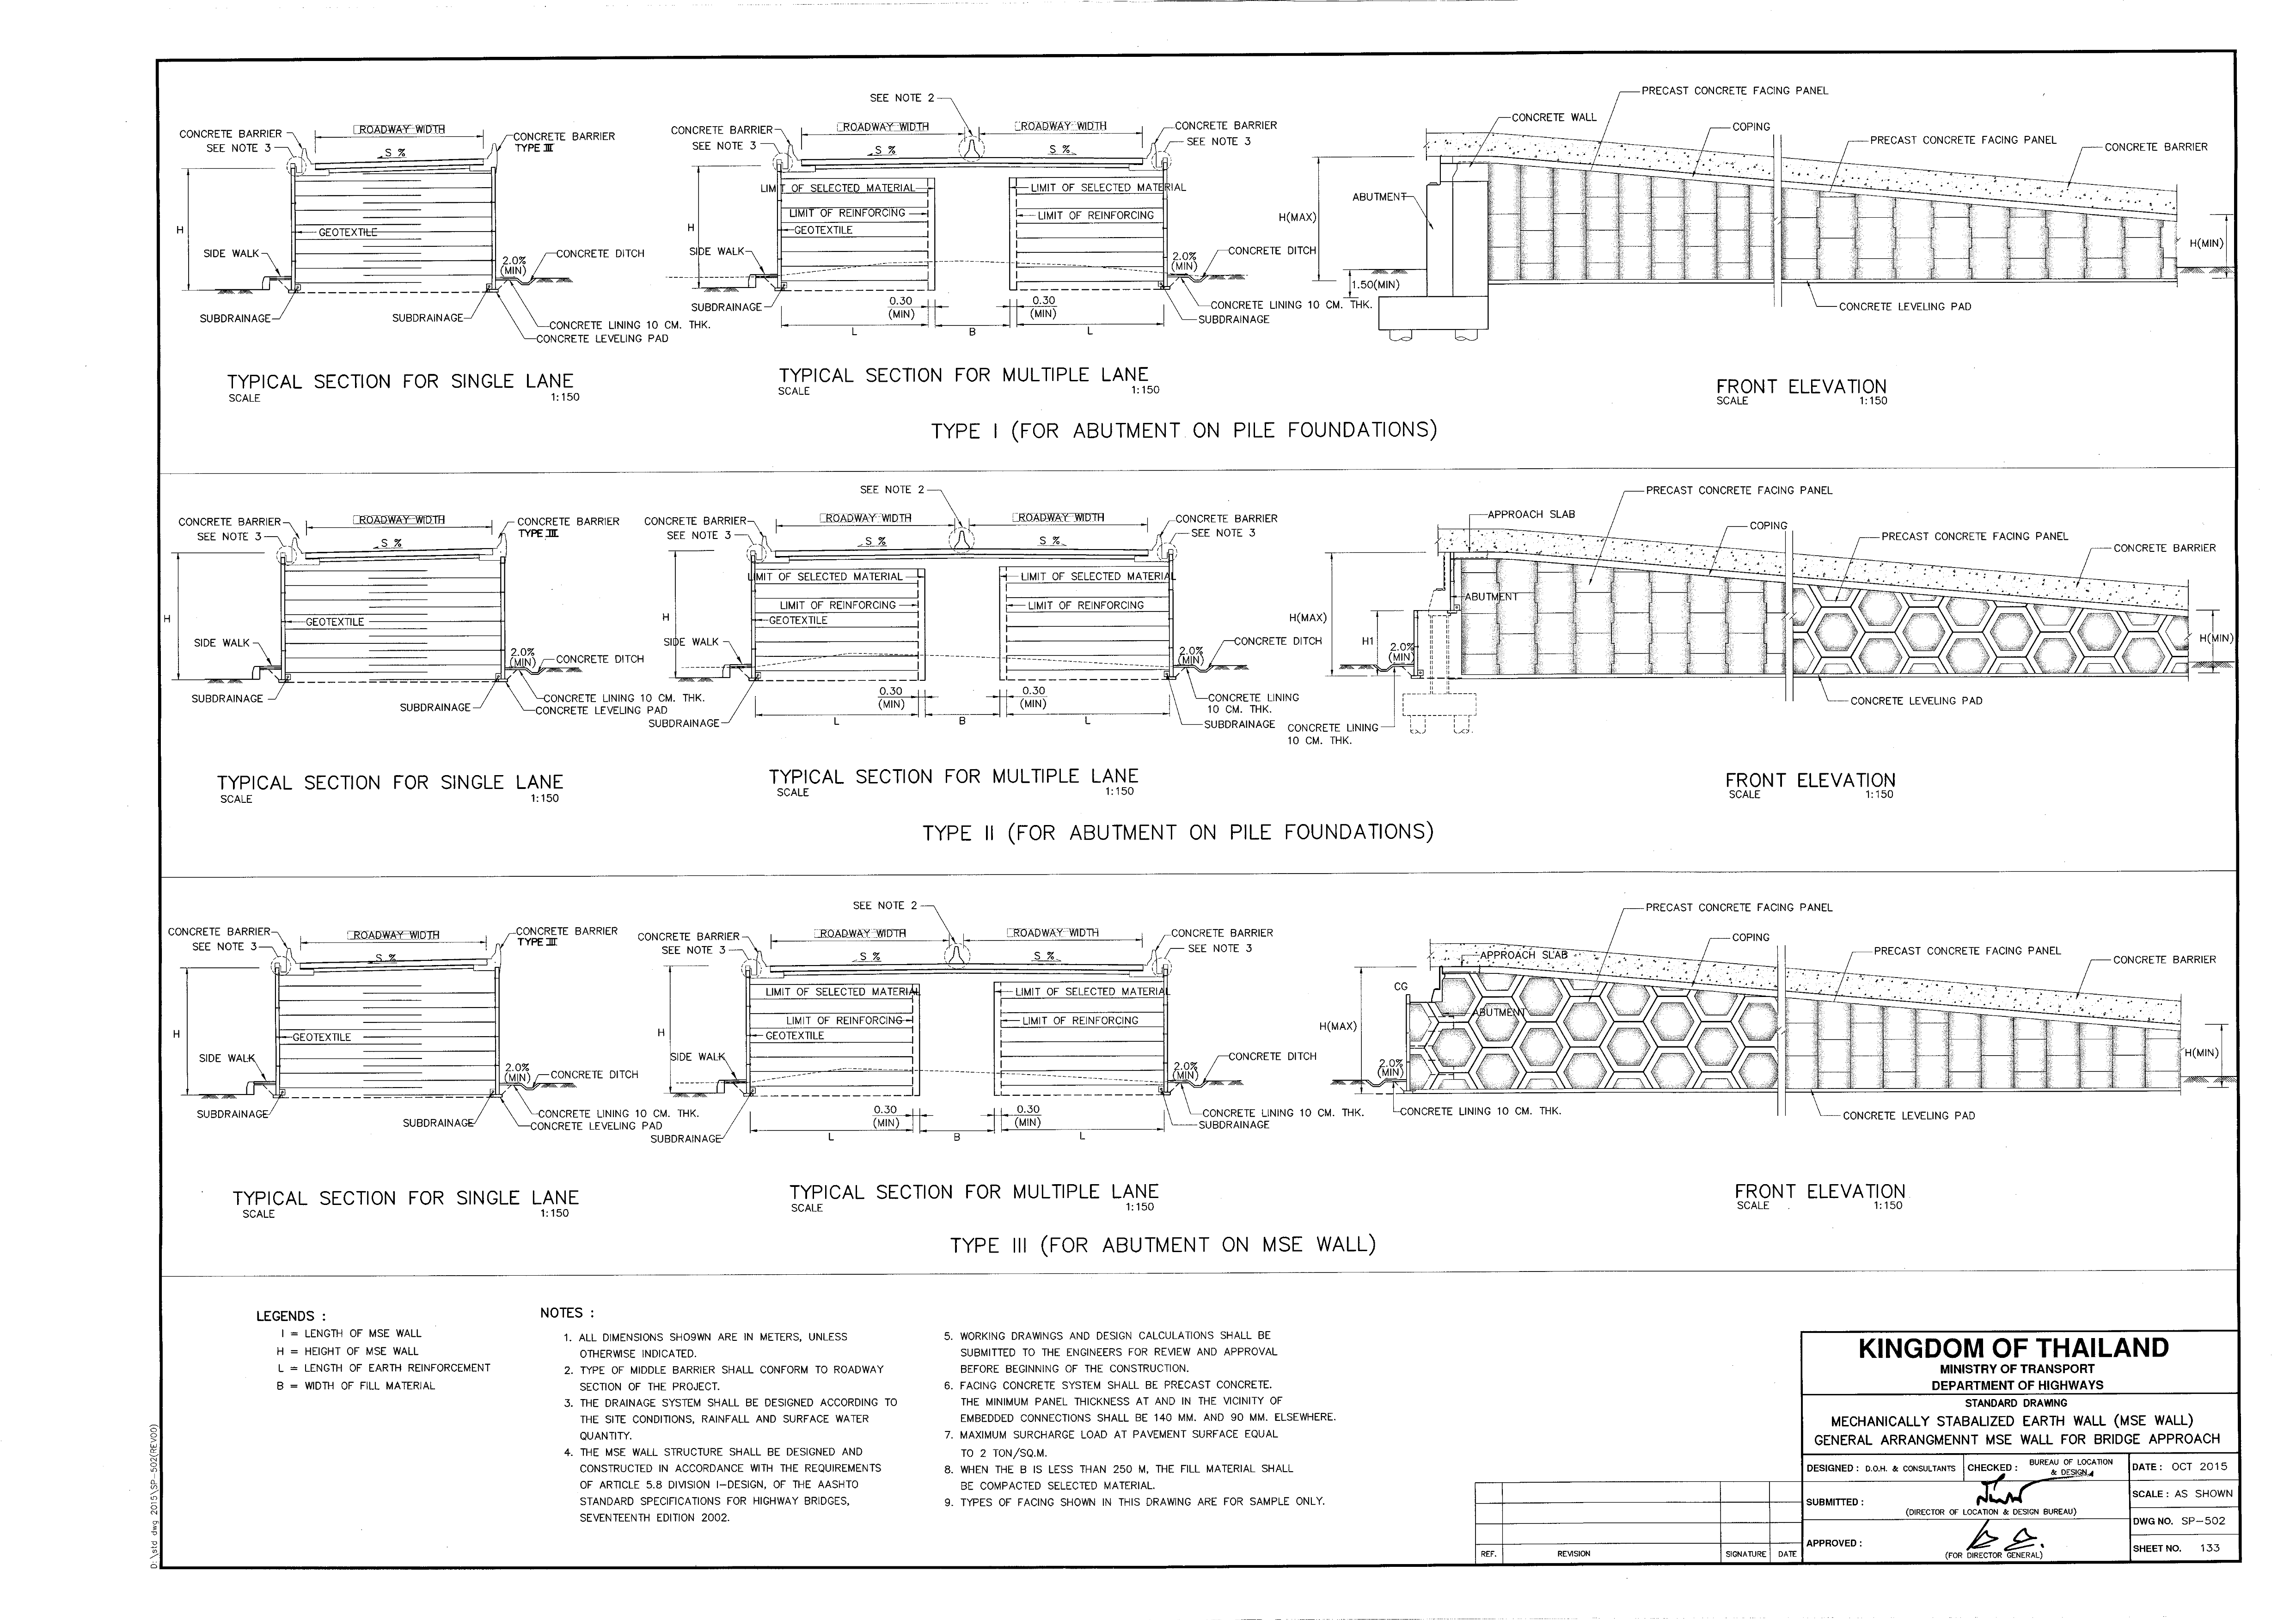 SEE NOTE 2
CONCRETE BARRIER
SEE NOTE 3
ROADWAY WIDTH
S %
CONCRETE BARRIER
TYPE III
H
GEOTEXTILE
SIDE WALK
2.0%
(MIN)
CONCRETE DITCH
SUBDRAINAGE
SUBDRAINAGE
CONCRETE LINING 10 CM. THK.
CONCRETE LEVELING PAD
TYPICAL SECTION FOR SINGLE LANE
SCALE 1:150
CONCRETE BARRIER
SEE NOTE 3
ROADWAY WIDTH
ROADWAY WIDTH
S %
S %
CONCRETE BARRIER
SEE NOTE 3
LIMIT OF SELECTED MATERIAL
LIMIT OF SELECTED MATERIAL
LIMIT OF REINFORCING
LIMIT OF REINFORCING
H
GEOTEXTILE
SIDE WALK
2.0%
(MIN)
CONCRETE DITCH
SUBDRAINAGE
0.30
(MIN)
0.30
(MIN)
CONCRETE LINING 10 CM. THK.
SUBDRAINAGE
L
B
L
TYPICAL SECTION FOR MULTIPLE LANE
SCALE 1:150
PRECAST CONCRETE FACING PANEL
CONCRETE WALL
COPING
PRECAST CONCRETE FACING PANEL
CONCRETE BARRIER
ABUTMENT
H(MAX)
H(MIN)
1.50(MIN)
CONCRETE LEVELING PAD
FRONT ELEVATION
SCALE 1:150
TYPE I (FOR ABUTMENT ON PILE FOUNDATIONS)
SEE NOTE 2
CONCRETE BARRIER
SEE NOTE 3
ROADWAY WIDTH
S %
CONCRETE BARRIER
TYPE III
H
GEOTEXTILE
SIDE WALK
2.0%
(MIN)
CONCRETE DITCH
SUBDRAINAGE
SUBDRAINAGE
CONCRETE LINING 10 CM. THK.
CONCRETE LEVELING PAD
TYPICAL SECTION FOR SINGLE LANE
SCALE 1:150
CONCRETE BARRIER
SEE NOTE 3
ROADWAY WIDTH
ROADWAY WIDTH
S %
S %
CONCRETE BARRIER
SEE NOTE 3
LIMIT OF SELECTED MATERIAL
LIMIT OF SELECTED MATERIAL
LIMIT OF REINFORCING
LIMIT OF REINFORCING
H
GEOTEXTILE
SIDE WALK
2.0%
(MIN)
CONCRETE DITCH
SUBDRAINAGE
0.30
(MIN)
0.30
(MIN)
CONCRETE LINING
10 CM. THK.
SUBDRAINAGE
L
B
L
TYPICAL SECTION FOR MULTIPLE LANE
SCALE 1:150
PRECAST CONCRETE FACING PANEL
APPROACH SLAB
COPING
PRECAST CONCRETE FACING PANEL
CONCRETE BARRIER
ABUTMENT
H(MAX)
H1
2.0%
(MIN)
H(MIN)
CONCRETE LEVELING PAD
CONCRETE LINING
10 CM. THK.
FRONT ELEVATION
SCALE 1:150
TYPE II (FOR ABUTMENT ON PILE FOUNDATIONS)
SEE NOTE 2
CONCRETE BARRIER
SEE NOTE 3
ROADWAY WIDTH
S %
CONCRETE BARRIER
TYPE III
H
GEOTEXTILE
SIDE WALK
2.0%
(MIN)
CONCRETE DITCH
SUBDRAINAGE
SUBDRAINAGE
CONCRETE LINING 10 CM. THK.
CONCRETE LEVELING PAD
TYPICAL SECTION FOR SINGLE LANE
SCALE 1:150
CONCRETE BARRIER
SEE NOTE 3
ROADWAY WIDTH
ROADWAY WIDTH
S %
S %
CONCRETE BARRIER
SEE NOTE 3
LIMIT OF SELECTED MATERIAL
LIMIT OF SELECTED MATERIAL
LIMIT OF REINFORCING
LIMIT OF REINFORCING
H
GEOTEXTILE
SIDE WALK
2.0%
(MIN)
CONCRETE DITCH
SUBDRAINAGE
0.30
(MIN)
0.30
(MIN)
CONCRETE LINING 10 CM. THK.
SUBDRAINAGE
L
B
L
TYPICAL SECTION FOR MULTIPLE LANE
SCALE 1:150
PRECAST CONCRETE FACING PANEL
COPING
APPROACH SLAB
PRECAST CONCRETE FACING PANEL
CONCRETE BARRIER
CG
ABUTMENT
H(MAX)
2.0%
(MIN)
H(MIN)
CONCRETE LINING 10 CM. THK.
CONCRETE LEVELING PAD
FRONT ELEVATION
SCALE 1:150
TYPE III (FOR ABUTMENT ON MSE WALL)
LEGENDS :
I = LENGTH OF MSE WALL
H = HEIGHT OF MSE WALL
L = LENGTH OF EARTH REINFORCEMENT
B = WIDTH OF FILL MATERIAL
NOTES :
1. ALL DIMENSIONS SHO9WN ARE IN METERS, UNLESS
OTHERWISE INDICATED.
2. TYPE OF MIDDLE BARRIER SHALL CONFORM TO ROADWAY
SECTION OF THE PROJECT.
3. THE DRAINAGE SYSTEM SHALL BE DESIGNED ACCORDING TO
THE SITE CONDITIONS, RAINFALL AND SURFACE WATER
QUANTITY.
4. THE MSE WALL STRUCTURE SHALL BE DESIGNED AND
CONSTRUCTED IN ACCORDANCE WITH THE REQUIREMENTS
OF ARTICLE 5.8 DIVISION I-DESIGN, OF THE AASHTO
STANDARD SPECIFICATIONS FOR HIGHWAY BRIDGES,
SEVENTEENTH EDITION 2002.
5. WORKING DRAWINGS AND DESIGN CALCULATIONS SHALL BE
SUBMITTED TO THE ENGINEERS FOR REVIEW AND APPROVAL
BEFORE BEGINNING OF THE CONSTRUCTION.
6. FACING CONCRETE SYSTEM SHALL BE PRECAST CONCRETE.
THE MINIMUM PANEL THICKNESS AT AND IN THE VICINITY OF
EMBEDDED CONNECTIONS SHALL BE 140 MM. AND 90 MM. ELSEWHERE.
7. MAXIMUM SURCHARGE LOAD AT PAVEMENT SURFACE EQUAL
TO 2 TON/SQ.M.
8. WHEN THE B IS LESS THAN 250 M, THE FILL MATERIAL SHALL
BE COMPACTED SELECTED MATERIAL.
9. TYPES OF FACING SHOWN IN THIS DRAWING ARE FOR SAMPLE ONLY.
REF. REVISION SIGNATURE DATE
KINGDOM OF THAILAND
MINISTRY OF TRANSPORT
DEPARTMENT OF HIGHWAYS
STANDARD DRAWING
MECHANICALLY STABALIZED EARTH WALL (MSE WALL)
GENERAL ARRANGMENNT MSE WALL FOR BRIDGE APPROACH
DESIGNED : D.O.H. & CONSULTANTS
CHECKED : BUREAU OF LOCATION
& DESIGN
DATE : OCT 2015
SUBMITTED :
(DIRECTOR OF LOCATION & DESIGN BUREAU)
SCALE : AS SHOWN
DWG NO. SP-502
APPROVED :
(FOR DIRECTOR GENERAL)
SHEET NO. 133
D:\std dwg 2015\SP-502(REV00)